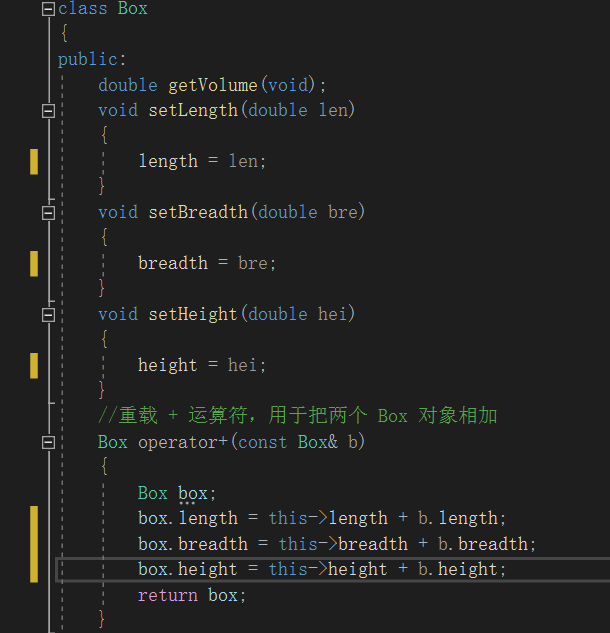 class Box
{
public:
    double getVolume(void);
    void setLength(double len)
    {
        length = len;
    }
    void setBreadth(double bre)
    {
        breadth = bre;
    }
    void setHeight(double hei)
    {
        height = hei;
    }
    //重载 + 运算符，用于把两个 Box 对象相加
    Box operator+(const Box& b)
    {
        Box box;
        box.length = this->length + b.length;
        box.breadth = this->breadth + b.breadth;
        box.height = this->height + b.height;
        return box;
    }